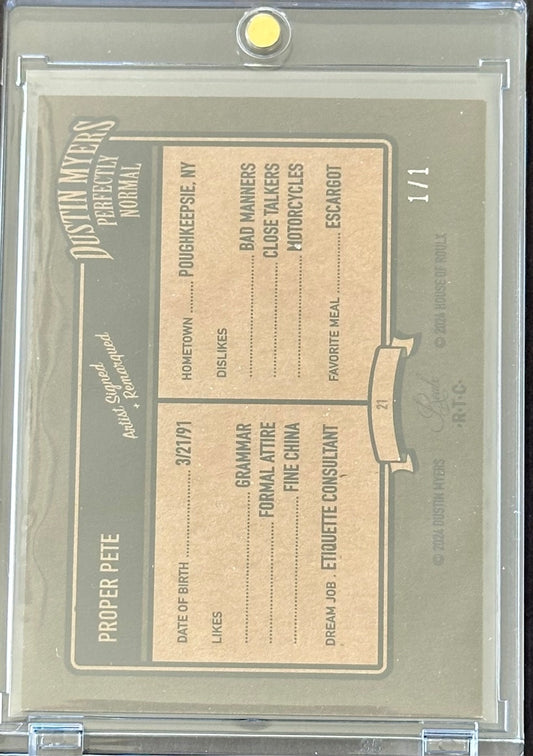 PROPER PETE
Artist Signed
+ Remarqued
DUSTIN MYERS
PERFECTLY
NORMAL
DATE OF BIRTH ........ 3/21/91
LIKES
GRAMMAR
FORMAL ATTIRE
FINE CHINA
DREAM JOB . ETIQUETTE CONSULTANT
HOMETOWN ........ POUGHKEEPSIE, NY
DISLIKES
BAD MANNERS
CLOSE TALKERS
MOTORCYCLES
FAVORITE MEAL ........ ESCARGOT
21
1/1
© 2024 DUSTIN MYERS
Roulx
·R·T·C·
© 2024 HOUSE OF ROULX